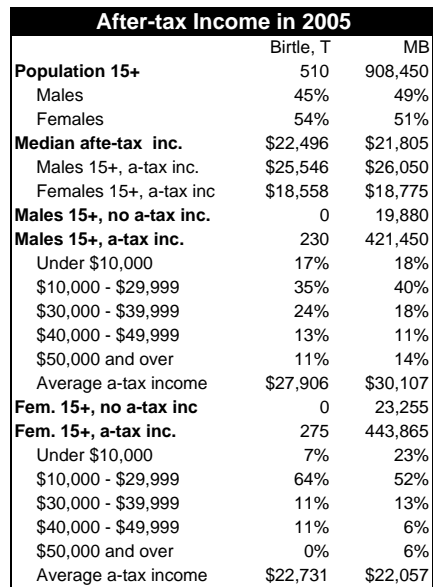 After-tax Income in 2005
Birtle, T MB
Population 15+ 510 908,450
Males 45% 49%
Females 54% 51%
Median afte-tax inc. $22,496 $21,805
Males 15+, a-tax inc. $25,546 $26,050
Females 15+, a-tax inc $18,558 $18,775
Males 15+, no a-tax inc. 0 19,880
Males 15+, a-tax inc. 230 421,450
Under $10,000 17% 18%
$10,000 - $29,999 35% 40%
$30,000 - $39,999 24% 18%
$40,000 - $49,999 13% 11%
$50,000 and over 11% 14%
Average a-tax income $27,906 $30,107
Fem. 15+, no a-tax inc 0 23,255
Fem. 15+, a-tax inc. 275 443,865
Under $10,000 7% 23%
$10,000 - $29,999 64% 52%
$30,000 - $39,999 11% 13%
$40,000 - $49,999 11% 6%
$50,000 and over 0% 6%
Average a-tax income $22,731 $22,057